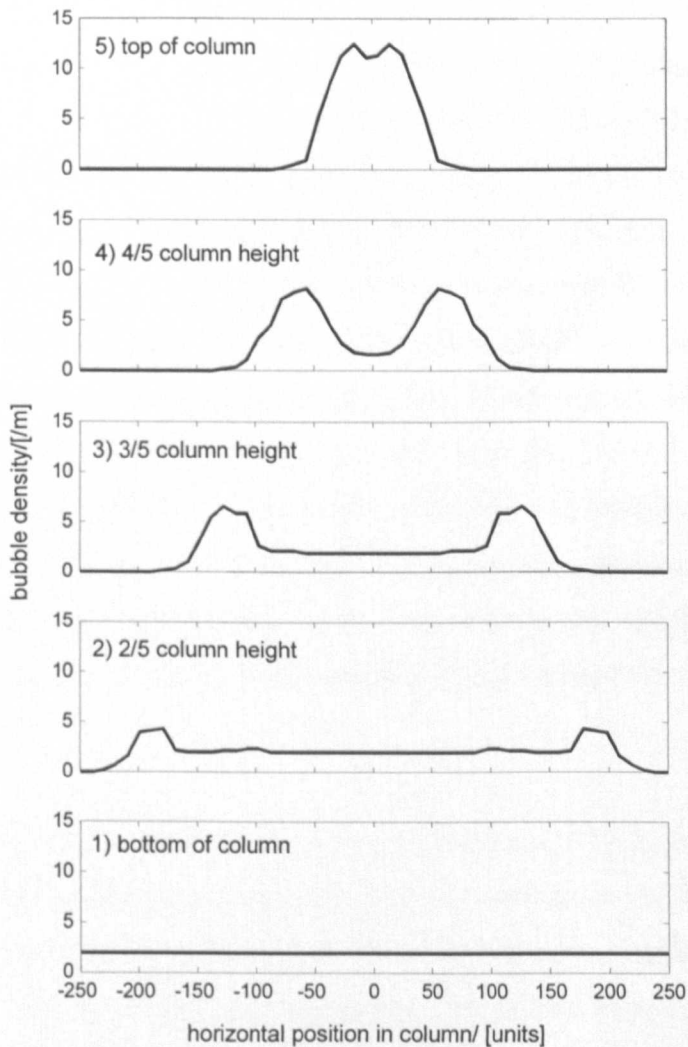 5) top of column
15
10
5
0
4) 4/5 column height
15
10
5
0
3) 3/5 column height
15
10
5
0
2) 2/5 column height
15
10
5
0
1) bottom of column
15
10
5
0
-250 -200 -150 -100 -50 0 50 100 150 200 250
horizontal position in column/ [units]
bubble density/[/m]